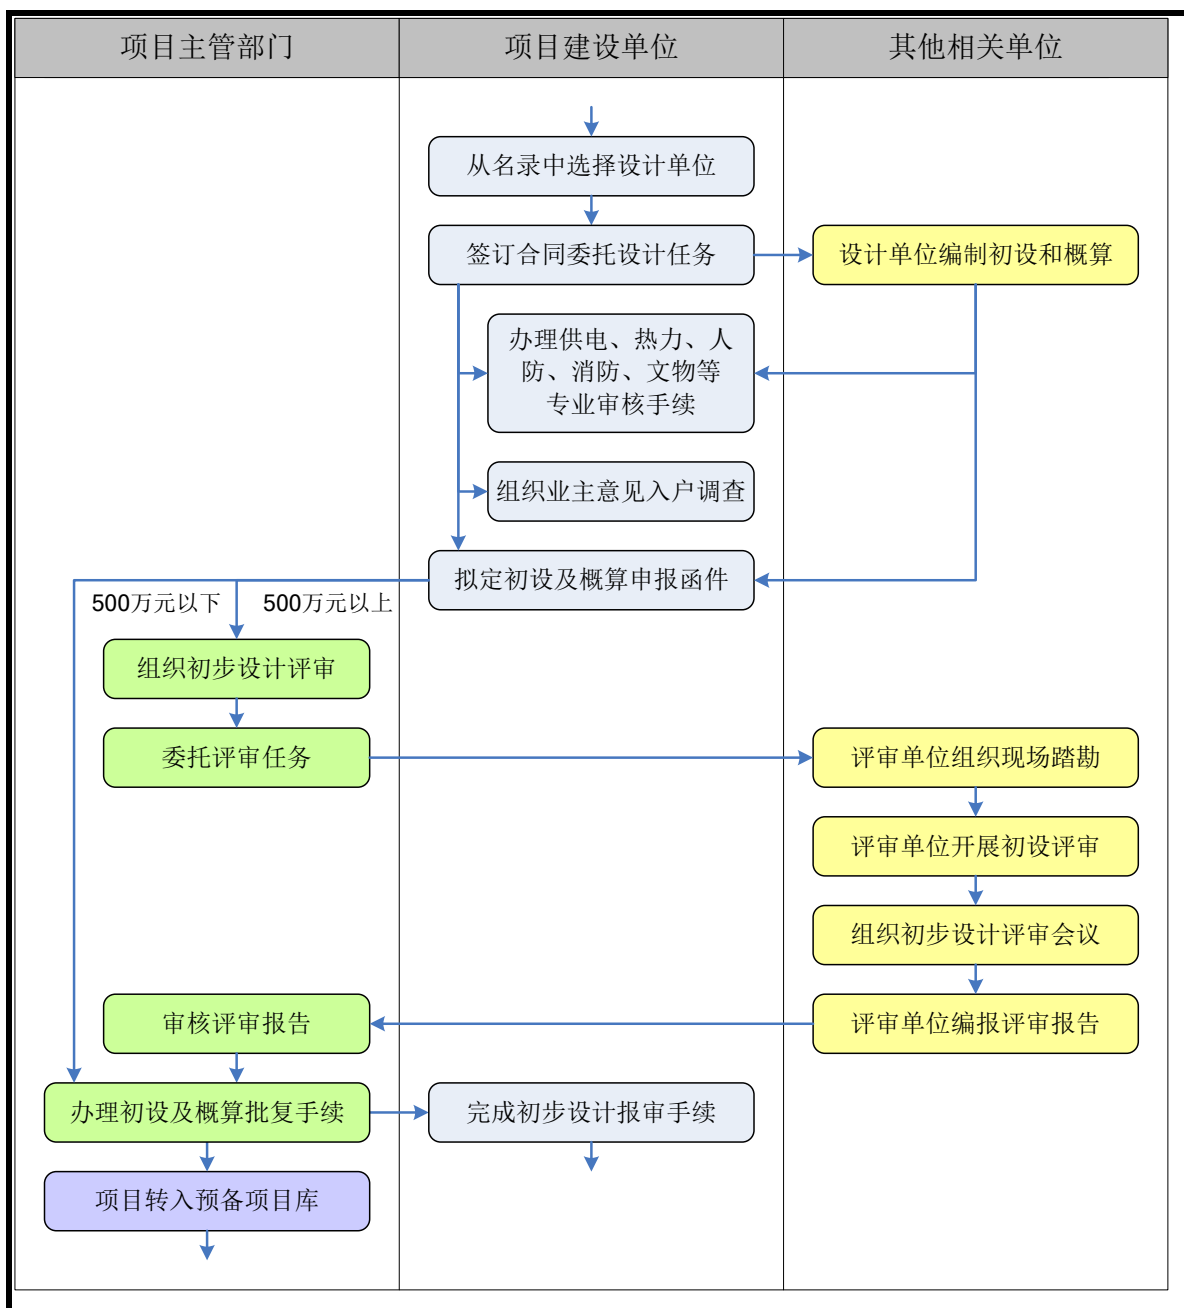 项目主管部门
项目建设单位
其他相关单位
从名录中选择设计单位
签订合同委托设计任务
设计单位编制初设和概算
办理供电、热力、人
防、消防、文物等
专业审核手续
组织业主意见入户调查
拟定初设及概算申报函件
500万元以下
500万元以上
组织初步设计评审
委托评审任务
评审单位组织现场踏勘
评审单位开展初设评审
组织初步设计评审会议
审核评审报告
评审单位编报评审报告
办理初设及概算批复手续
完成初步设计报审手续
项目转入预备项目库